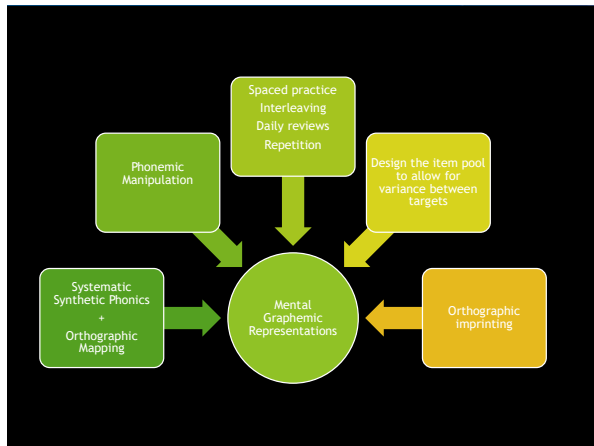 Spaced practice
Interleaving
Daily reviews
Repetition
Phonemic
Manipulation
Design the item pool
to allow for
variance between
targets
Systematic
Synthetic Phonics
+
Orthographic
Mapping
Mental
Graphemic
Representations
Orthographic
imprinting